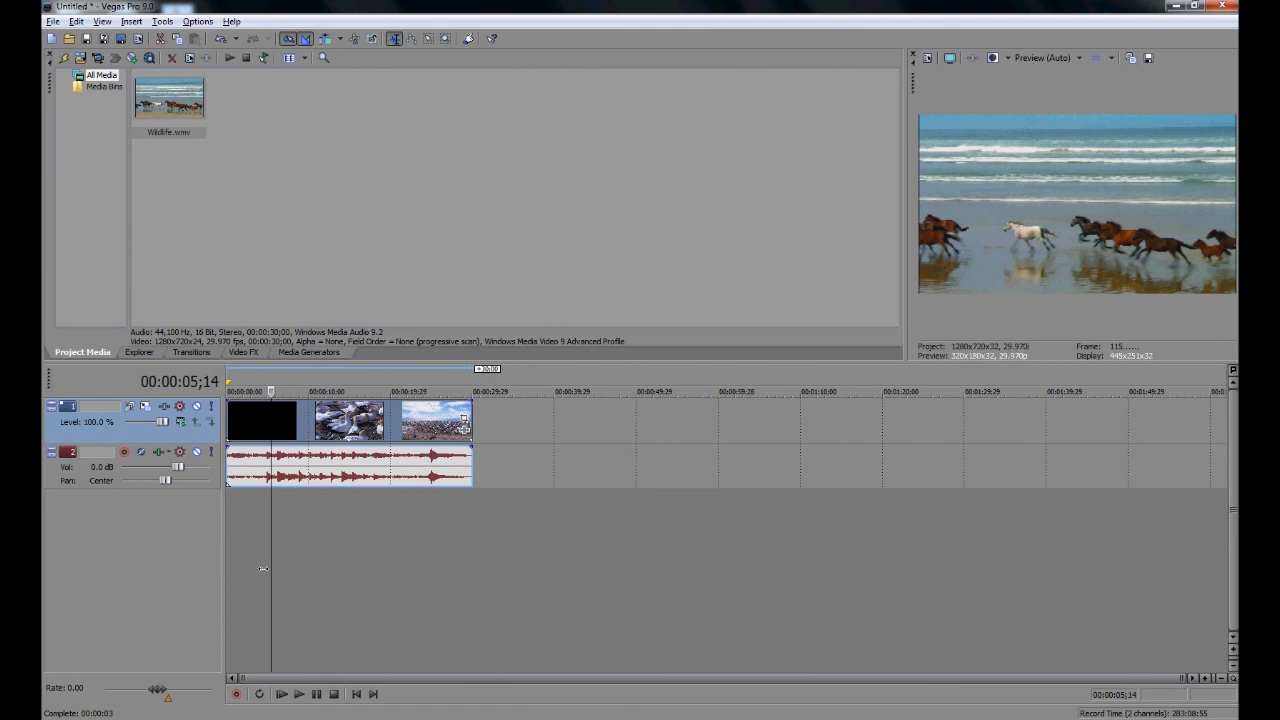 Untitled * - Vegas Pro 9.0
File Edit View Insert Tools Options Help
All Media
Media Bins
Preview (Auto)
Wildlife.wmv
Audio: 44,100 Hz, 16 Bit, Stereo, 00:00:30;00, Windows Media Audio 9.2
Video: 1280x720x24, 29.970 fps, 00:00:30;00, Alpha = None, Field Order = None (progressive scan), Windows Media Video 9 Advanced Profile
Project Media Explorer Transitions Video FX Media Generators
Project: 1280x720x32, 29.970i Frame: 115......
Preview: 320x180x32, 29.970p Display: 445x251x32
00:00:05;14
00:00:00;00 00:00:10;00 00:00:19;29 00:00:29;29 00:00:39;29 00:00:49;29 00:00:59;28 00:01:10;00 00:01:20;00 00:01:29;29 00:01:39;29 00:01:49;29
1
Level: 100.0 %
2
Vol: 0.0 dB
Pan: Center
Rate: 0.00
00:00:05;14
Complete: 00:00:03
Record Time (2 channels): 283:08:55